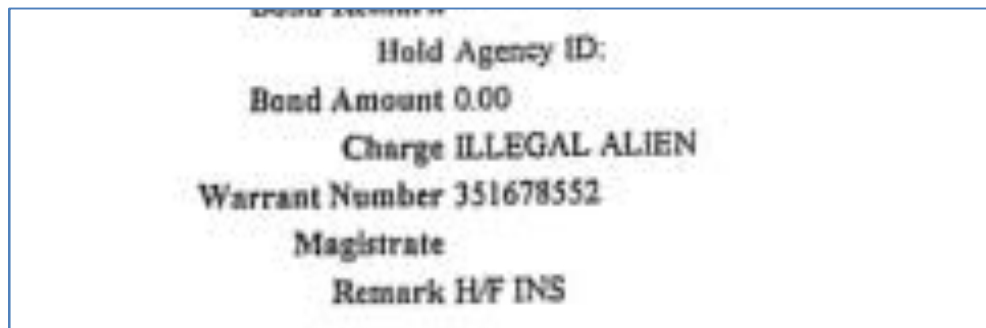 Hold Agency ID:
Bond Amount 0.00
Charge ILLEGAL ALIEN
Warrant Number 351678552
Magistrate
Remark H/F INS